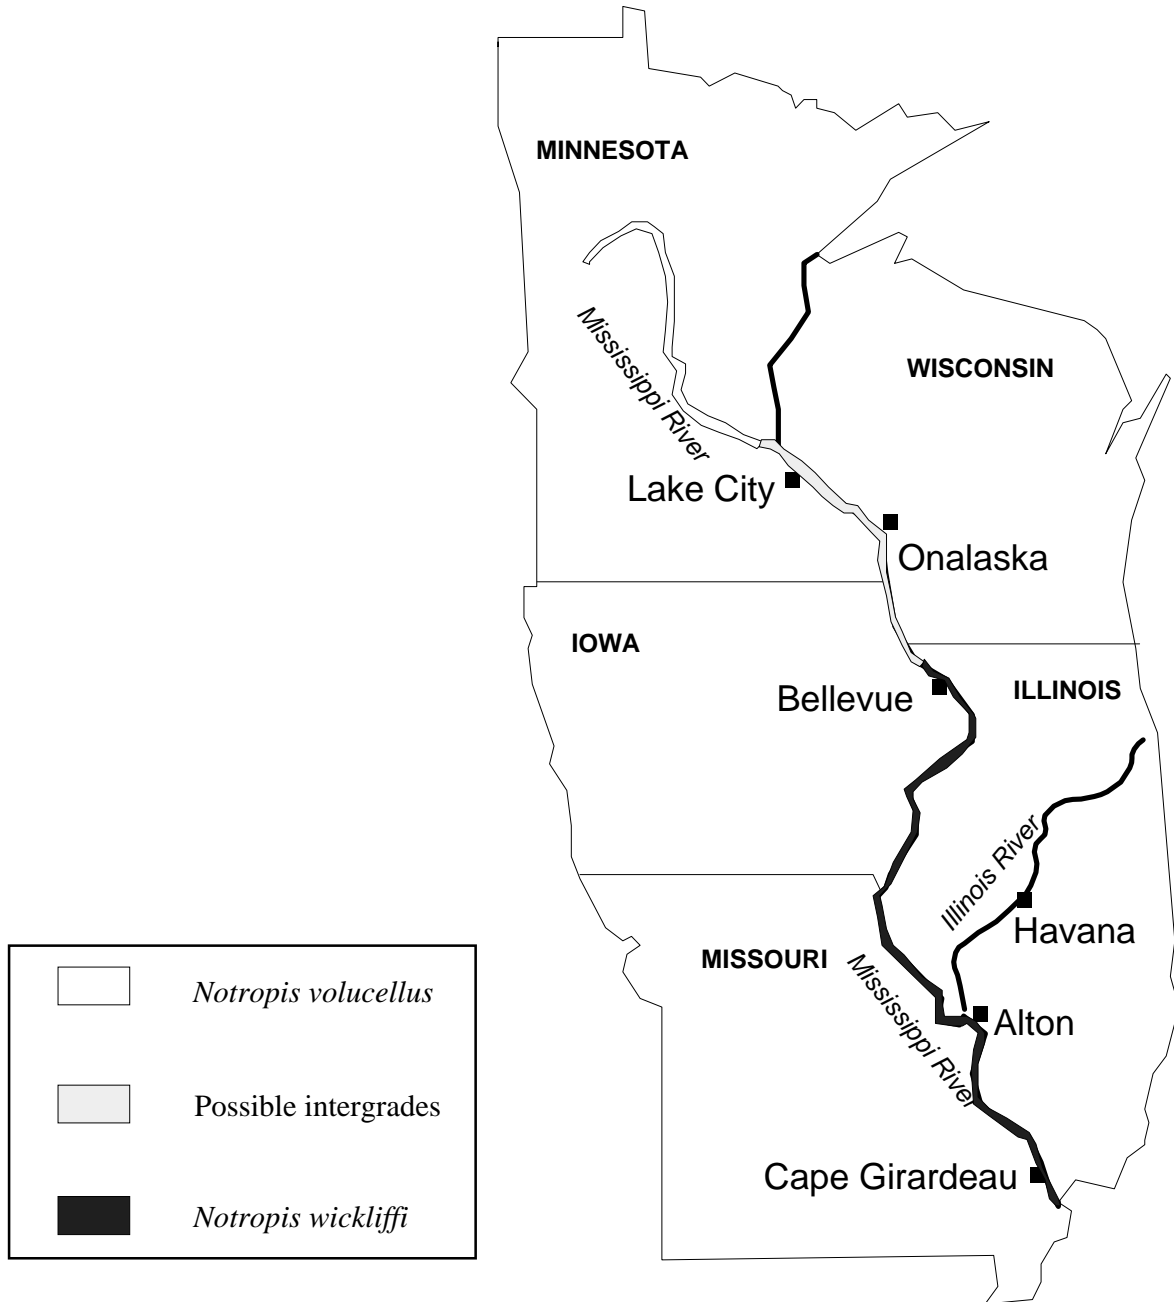 MINNESOTA
Mississippi River
WISCONSIN
Lake City
Onalaska
IOWA
Bellevue
ILLINOIS
Illinois River
Havana
MISSOURI
Mississippi River
Alton
Cape Girardeau
Notropis volucellus
Possible intergrades
Notropis wickliffi